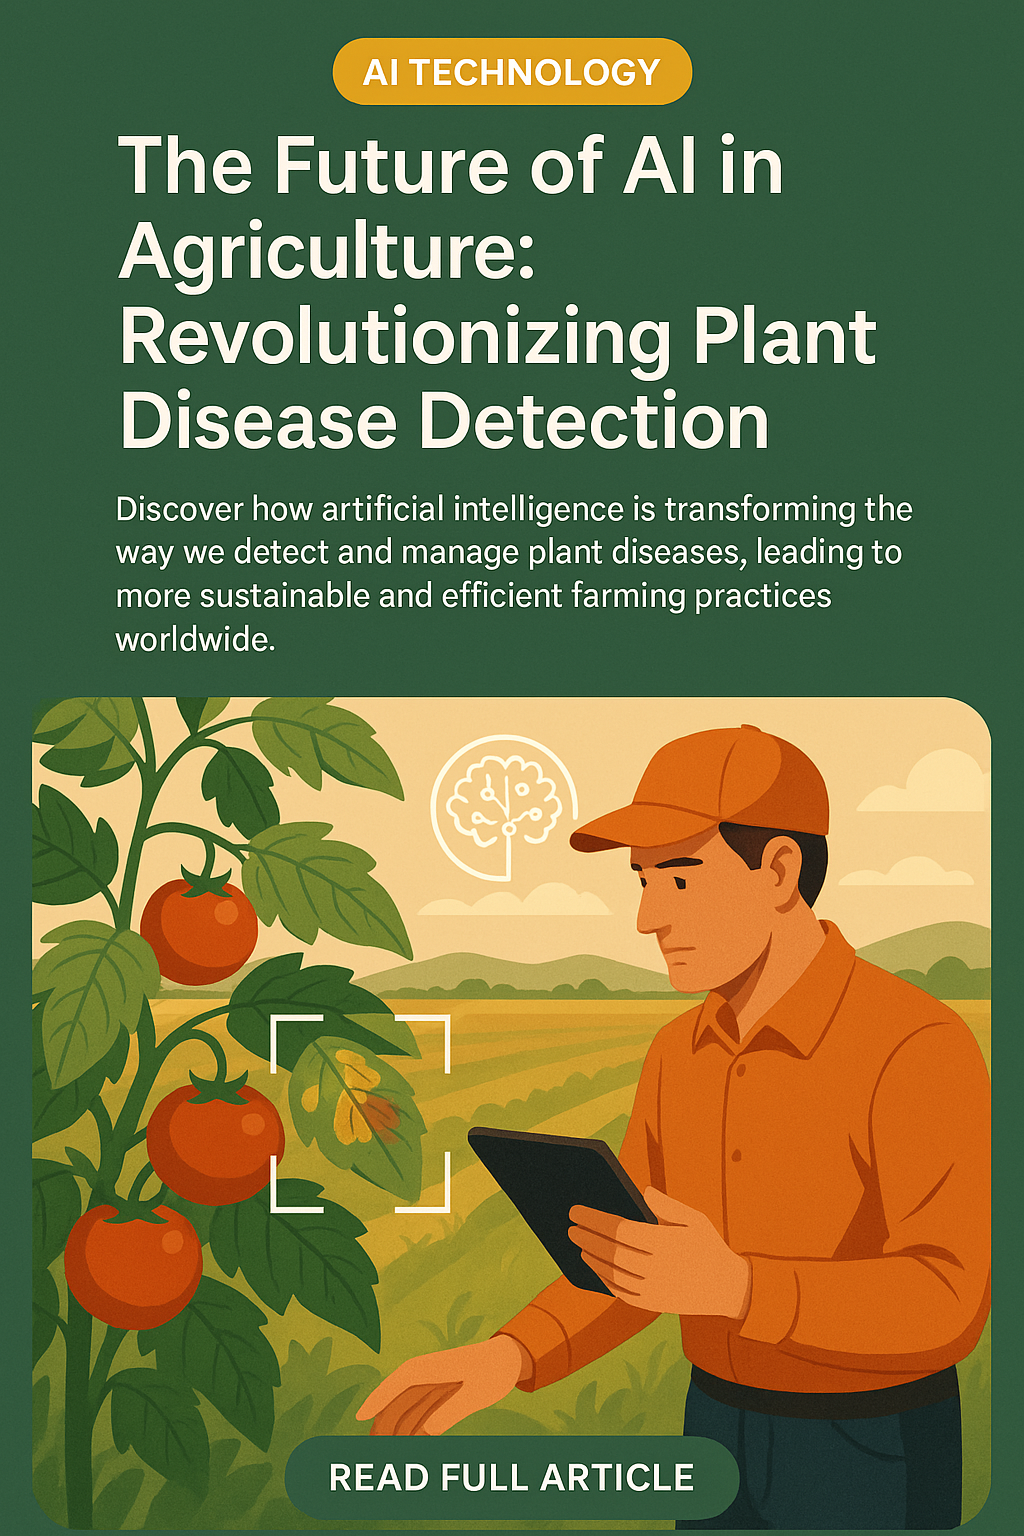 AI TECHNOLOGY
The Future of AI in
Agriculture:
Revolutionizing Plant
Disease Detection
Discover how artificial intelligence is transforming the
way we detect and manage plant diseases, leading to
more sustainable and efficient farming practices
worldwide.
READ FULL ARTICLE